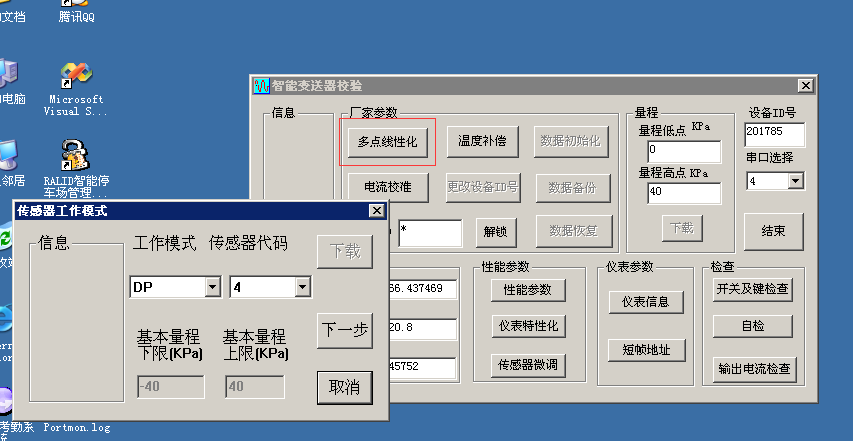 文档
腾讯QQ
电脑
Microsoft
Visual S...
邻居
RALID智能停
车场管理...
考勤系
Portmon.log
智能变送器校验
信息
厂家参数
多点线性化
温度补偿
数据初始化
电流校准
更改设备ID号
数据备份
*
解锁
数据恢复
量程
量程低点 KPa
0
量程高点 KPa
40
下载
设备ID号
201785
串口选择
4
结束
66.437469
20.8
45752
性能参数
性能参数
仪表特性化
传感器微调
仪表参数
仪表信息
短帧地址
检查
开关及键检查
自检
输出电流检查
传感器工作模式
信息
工作模式 传感器代码
DP
4
下载
基本量程
下限(KPa)
基本量程
上限(KPa)
-40
40
下一步
取消